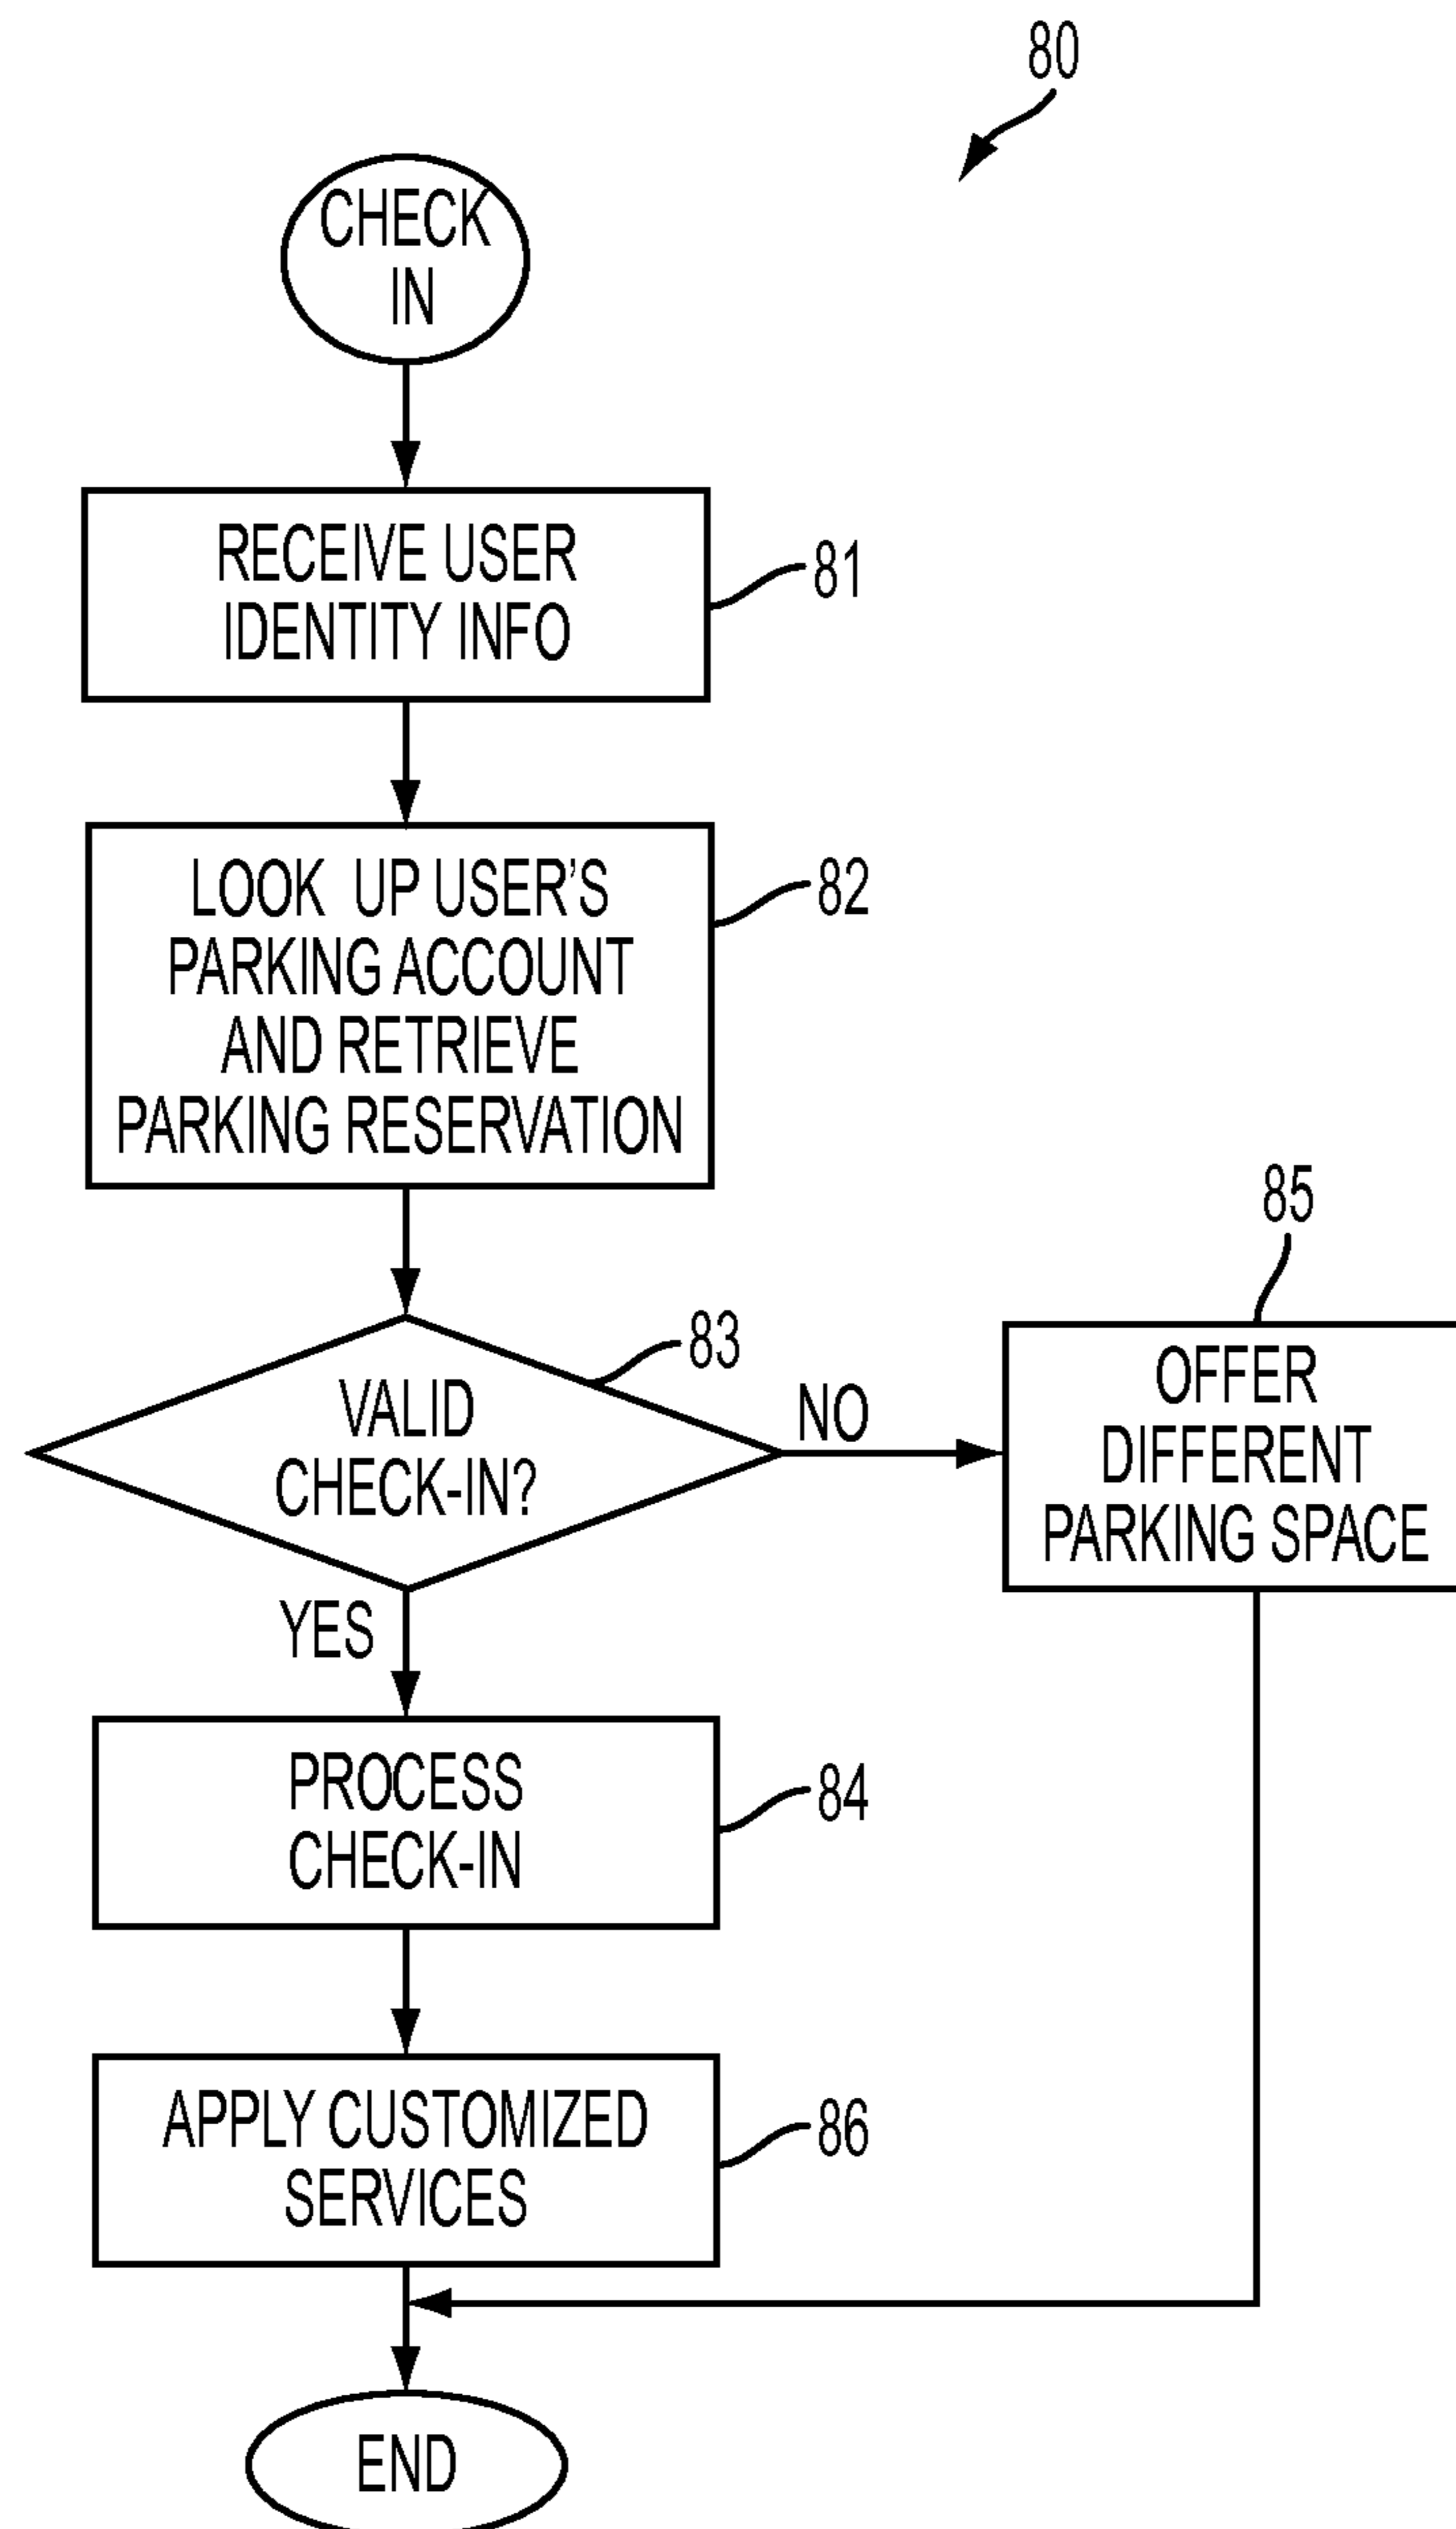 80
CHECK
IN
RECEIVE USER
IDENTITY INFO
81
LOOK UP USER'S
PARKING ACCOUNT
AND RETRIEVE
PARKING RESERVATION
82
VALID
CHECK-IN?
83
NO
85
OFFER
DIFFERENT
PARKING SPACE
YES
PROCESS
CHECK-IN
84
APPLY CUSTOMIZED
SERVICES
86
END